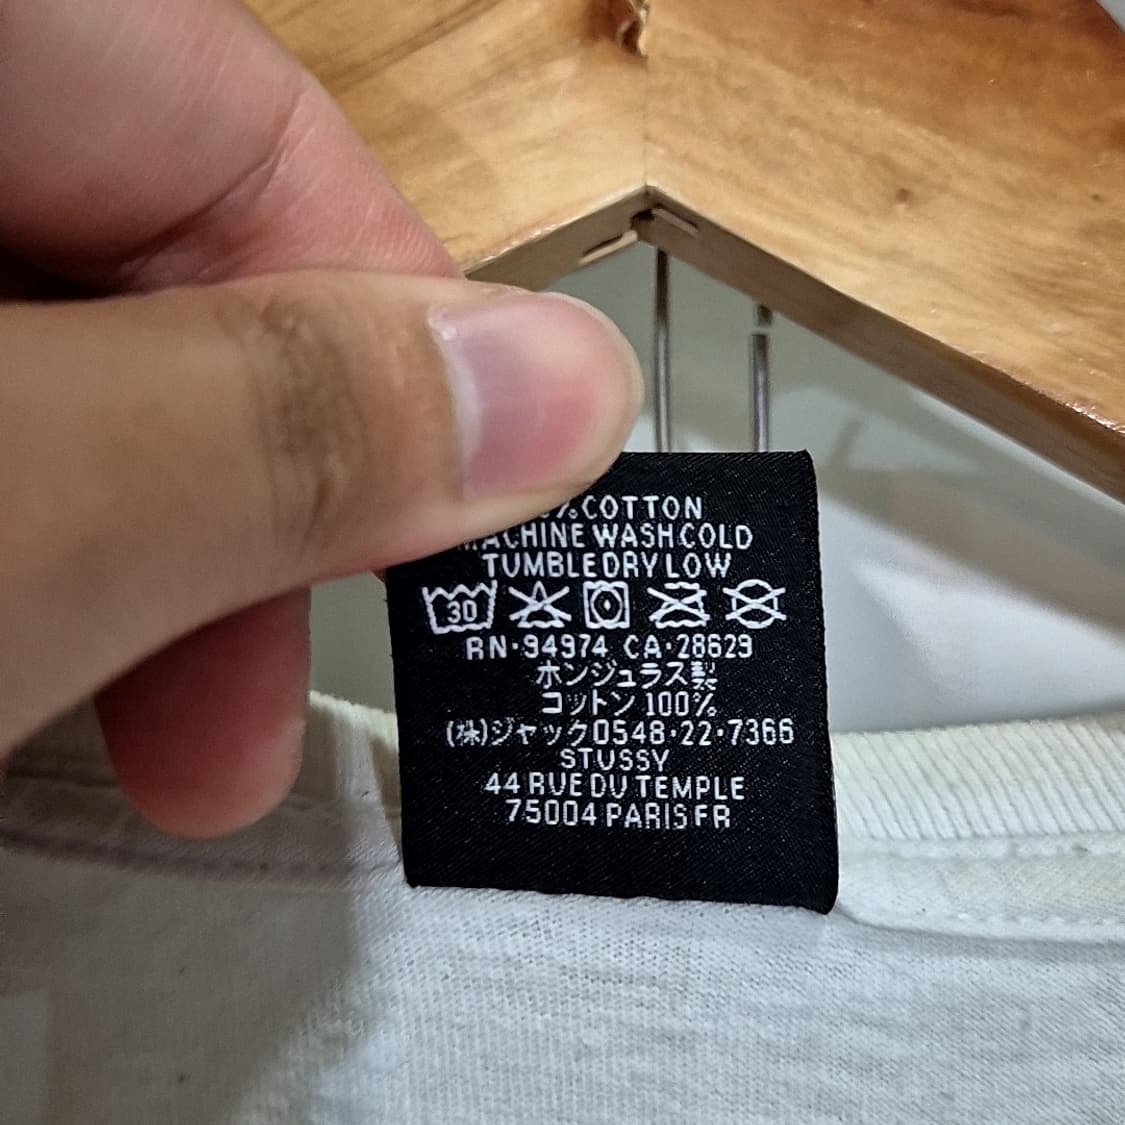 %COTTON
MACHINE WASH COLD
TUMBLE DRY LOW
30
RN·94974 CA·28629
ホンジュラス製
コットン 100%
(株)ジャック0548·22·7366
STUSSY
44 RUE DU TEMPLE
75004 PARIS FR